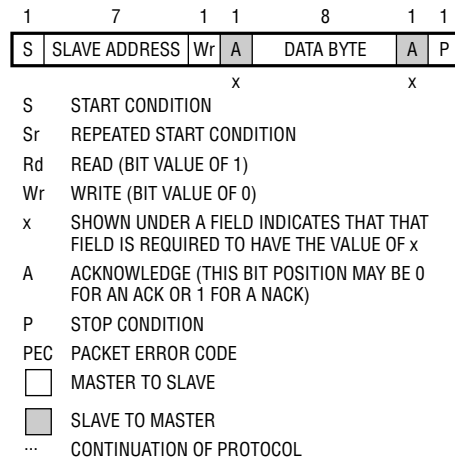 1 7 1 1 8 1 1
S SLAVE ADDRESS Wr A DATA BYTE A P
x x
S START CONDITION
Sr REPEATED START CONDITION
Rd READ (BIT VALUE OF 1)
Wr WRITE (BIT VALUE OF 0)
x SHOWN UNDER A FIELD INDICATES THAT THAT
FIELD IS REQUIRED TO HAVE THE VALUE OF x
A ACKNOWLEDGE (THIS BIT POSITION MAY BE 0
FOR AN ACK OR 1 FOR A NACK)
P STOP CONDITION
PEC PACKET ERROR CODE
MASTER TO SLAVE
SLAVE TO MASTER
... CONTINUATION OF PROTOCOL